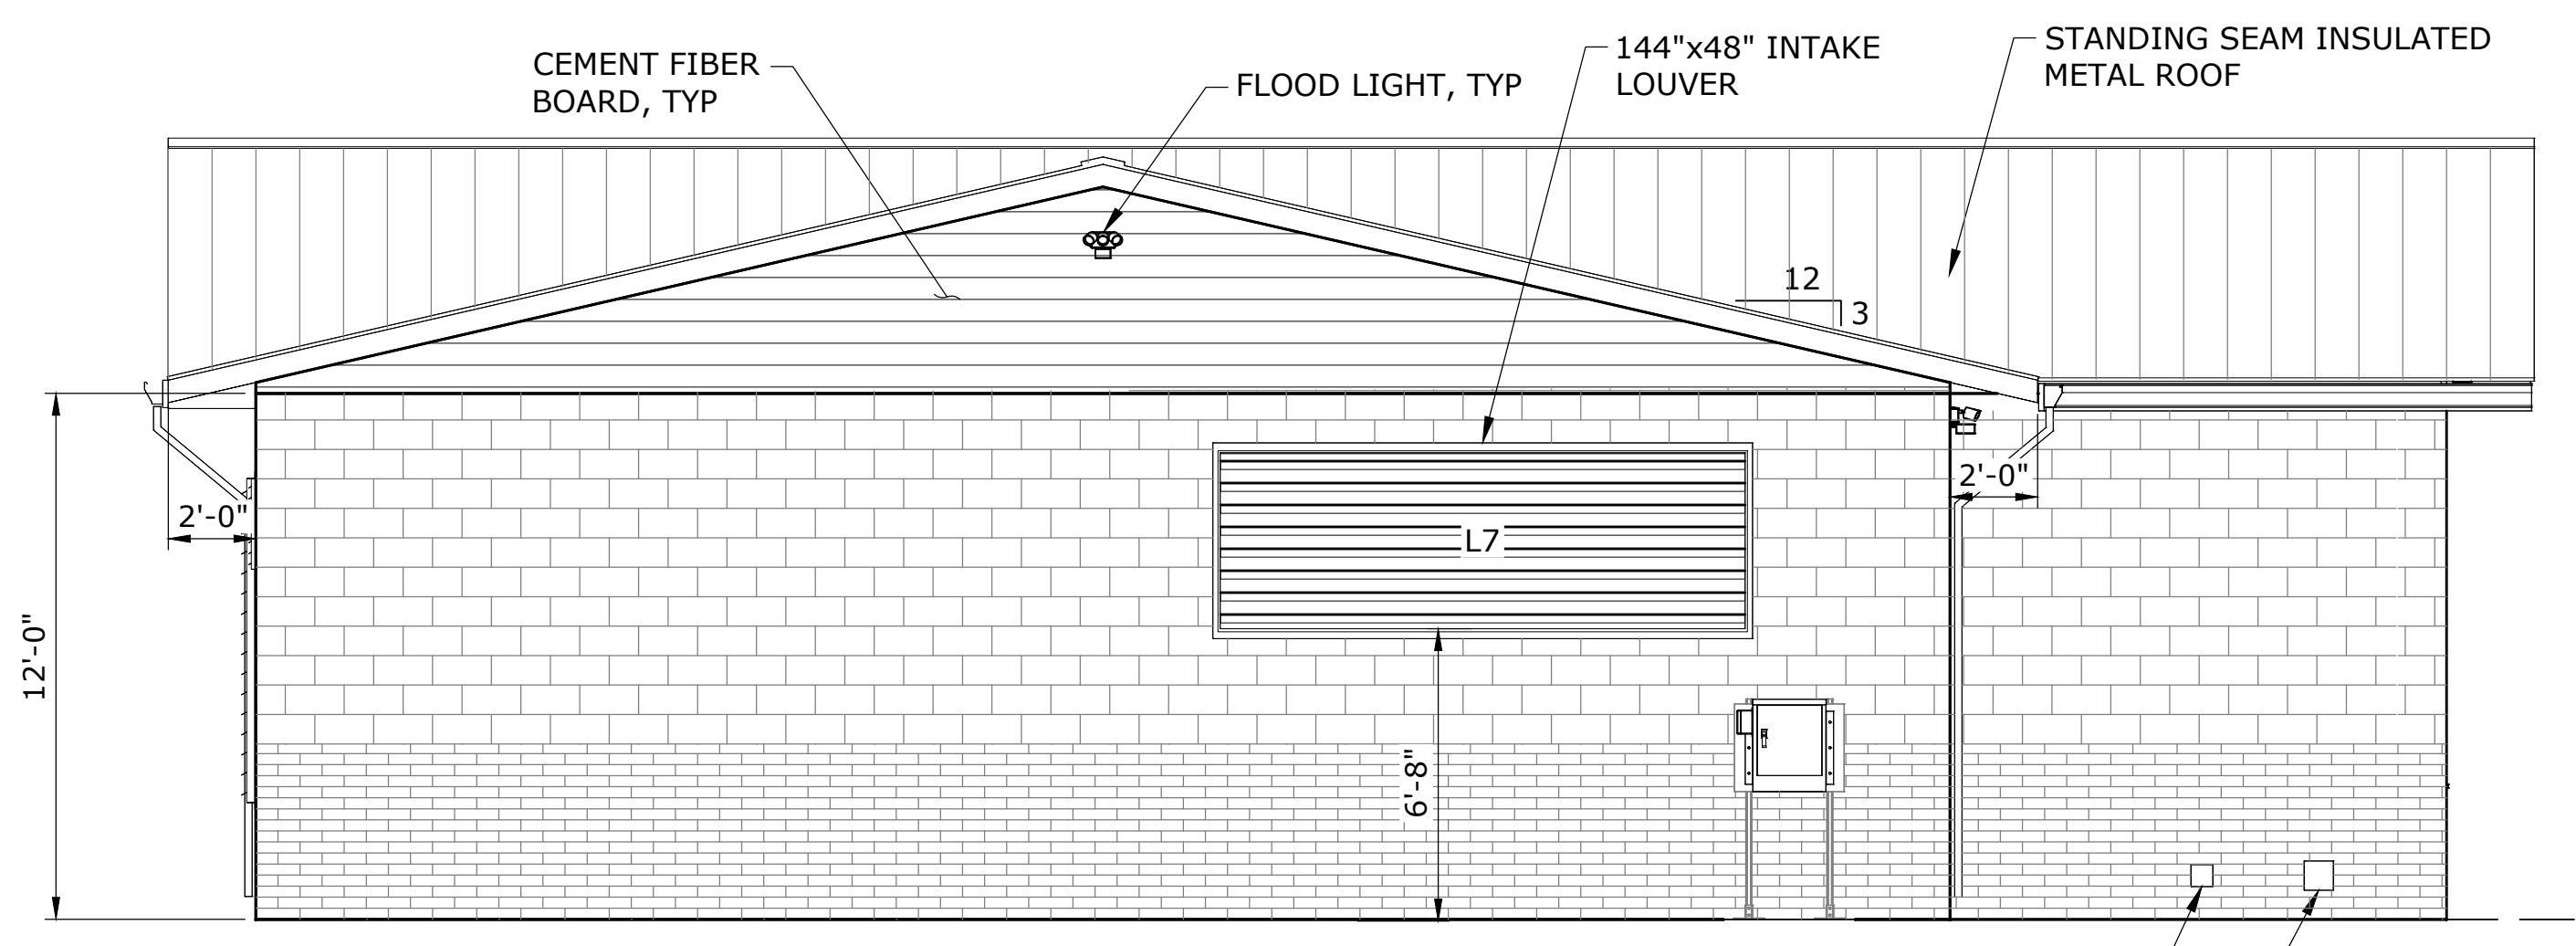 CEMENT FIBER
BOARD, TYP
FLOOD LIGHT, TYP
144"x48" INTAKE
LOUVER
STANDING SEAM INSULATED
METAL ROOF
12
3
2'-0"
2'-0"
L7
12'-0"
6'-8"